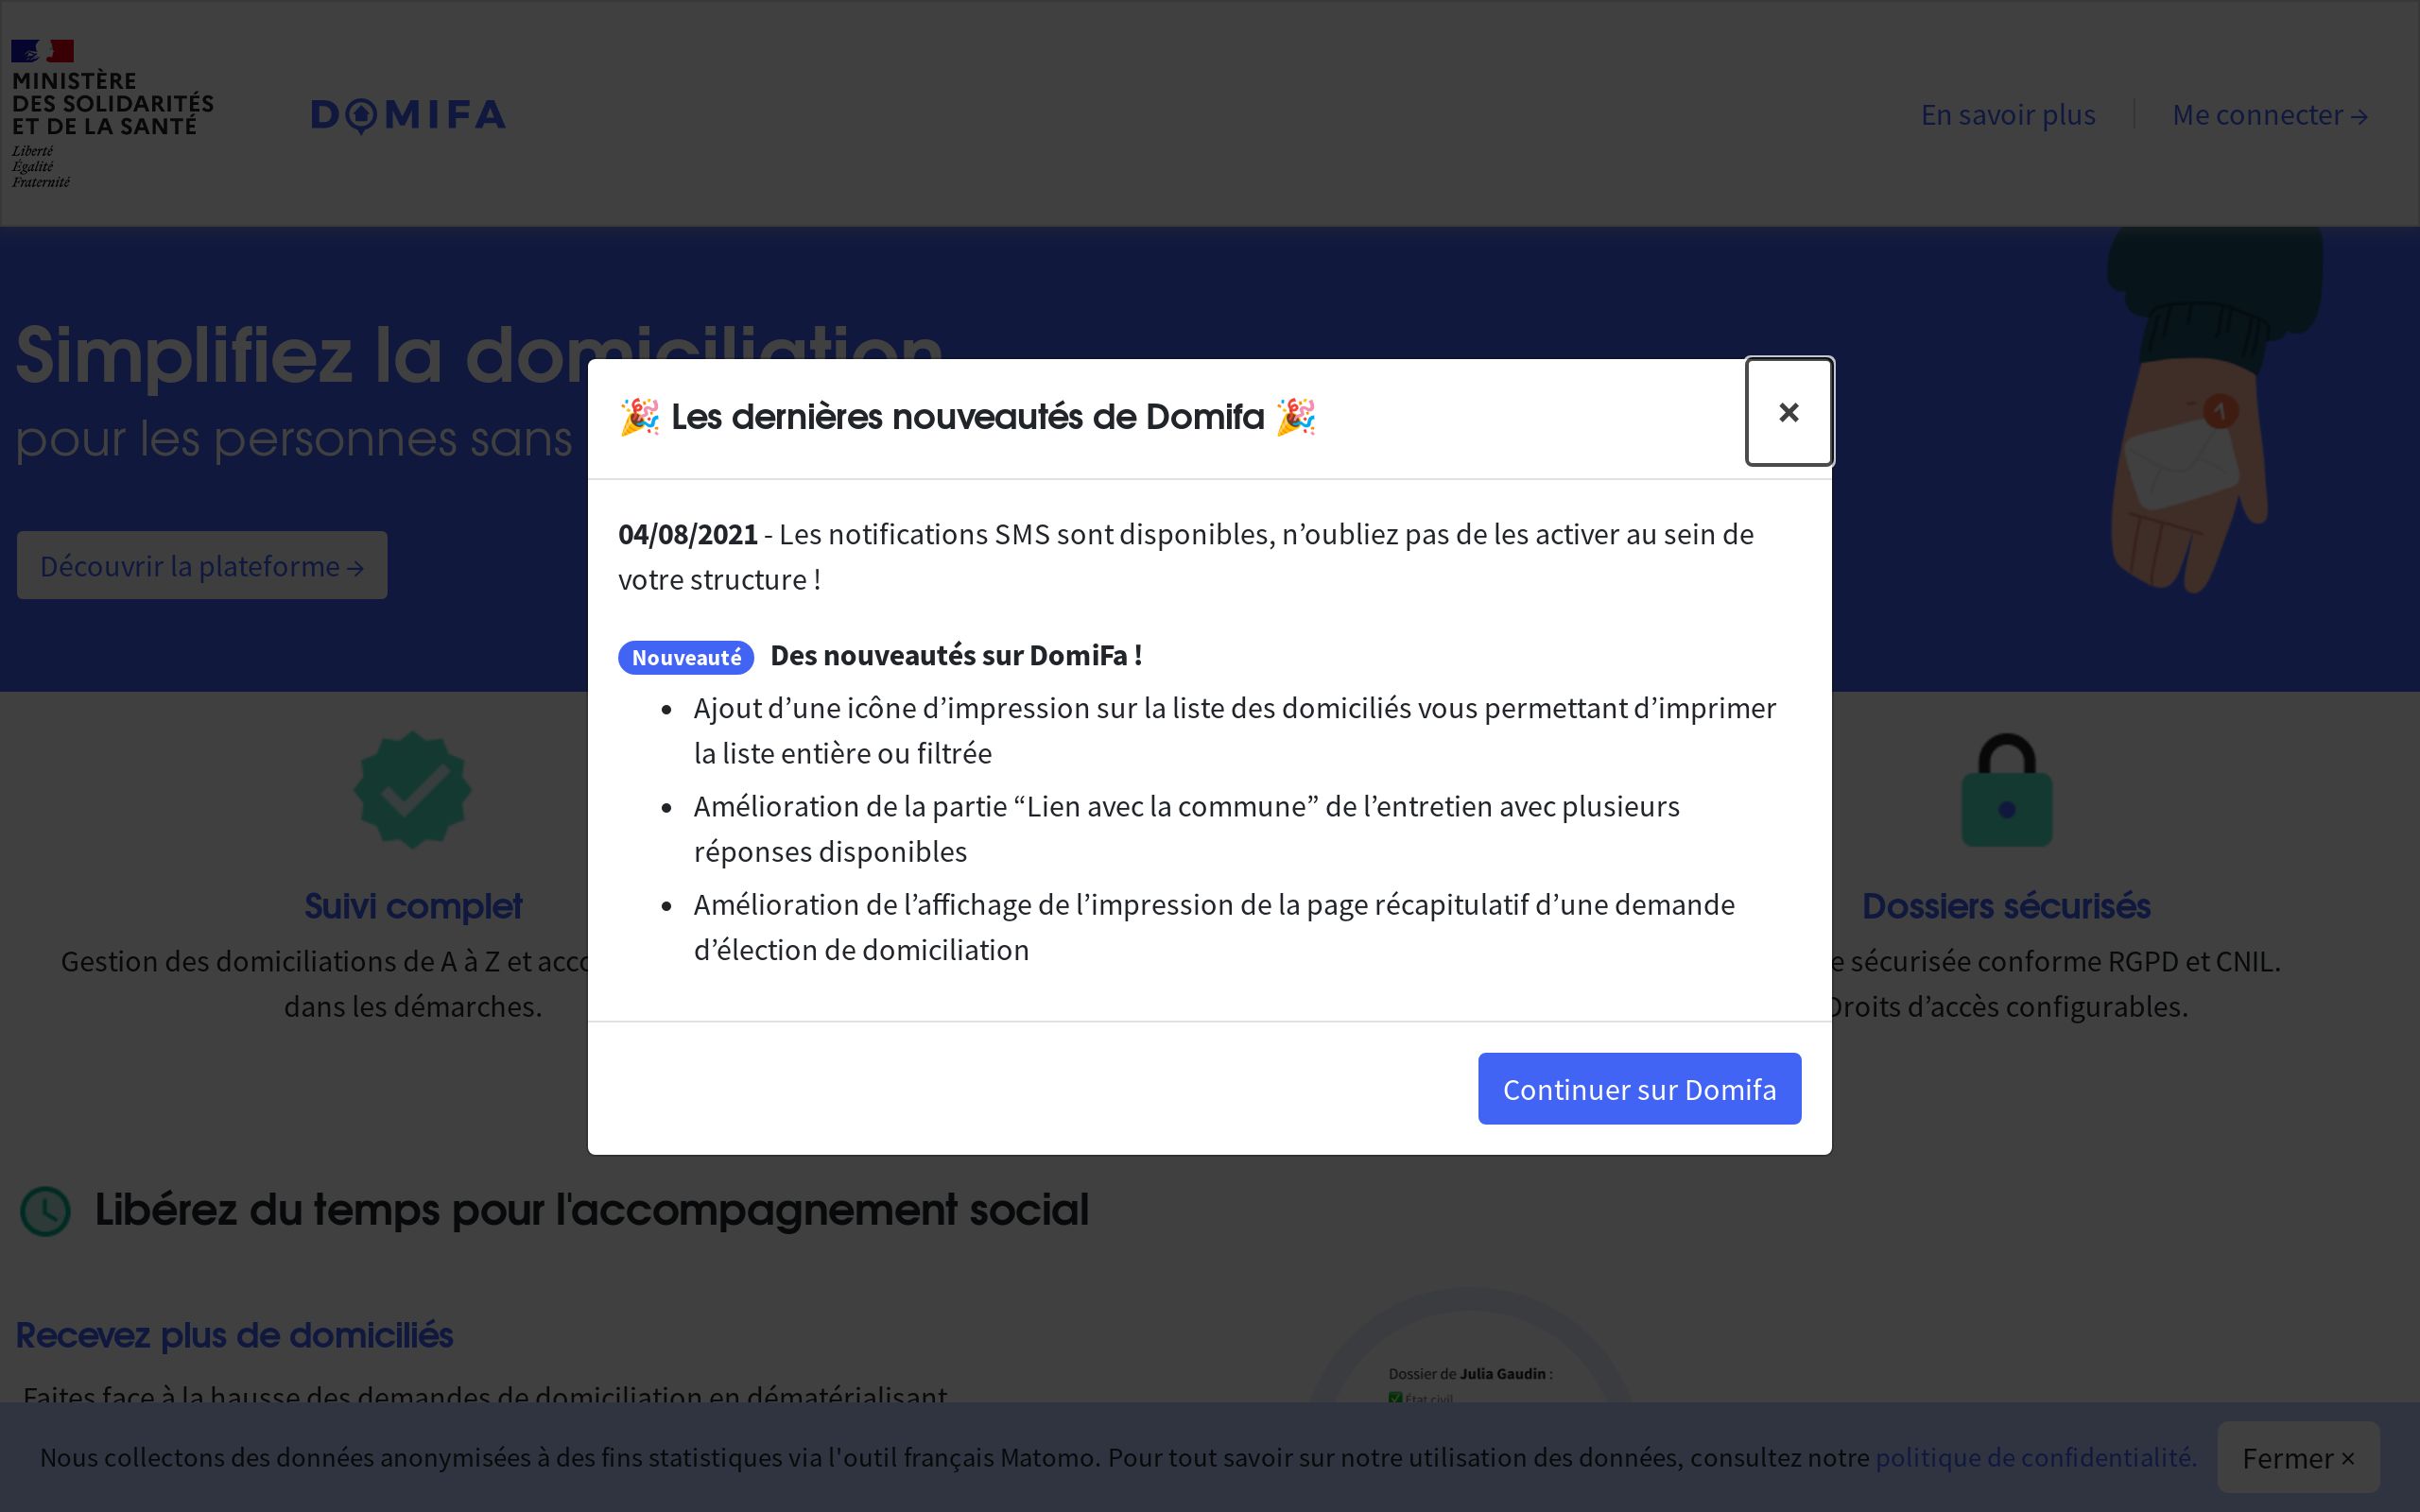 MINISTÈRE
DES SOLIDARITÉS
ET DE LA SANTÉ
Liberté
Égalité
Fraternité
DOMIFA
En savoir plus
Me connecter →
Simplifiez la domiciliation
pour les personnes sans
Découvrir la plateforme →
1
🎉 Les dernières nouveautés de Domifa 🎉
×
04/08/2021 - Les notifications SMS sont disponibles, n’oubliez pas de les activer au sein de
votre structure !
Nouveauté Des nouveautés sur DomiFa !
• Ajout d’une icône d’impression sur la liste des domiciliés vous permettant d’imprimer
la liste entière ou filtrée
• Amélioration de la partie “Lien avec la commune” de l’entretien avec plusieurs
réponses disponibles
• Amélioration de l’affichage de l’impression de la page récapitulatif d’une demande
d’élection de domiciliation
Continuer sur Domifa
Suivi complet
Gestion des domiciliations de A à Z et
dans les démarches.
Dossiers sécurisés
sécurisée conforme RGPD et CNIL.
Droits d’accès configurables.
Libérez du temps pour l'accompagnement social
Recevez plus de domiciliés
Faites face à la hausse des demandes de domiciliation en dématérialisant
Dossier de Julia Gaudin :
État civil
Nous collectons des données anonymisées à des fins statistiques via l'outil français Matomo. Pour tout savoir sur notre utilisation des données, consultez notre politique de confidentialité.
Fermer ×